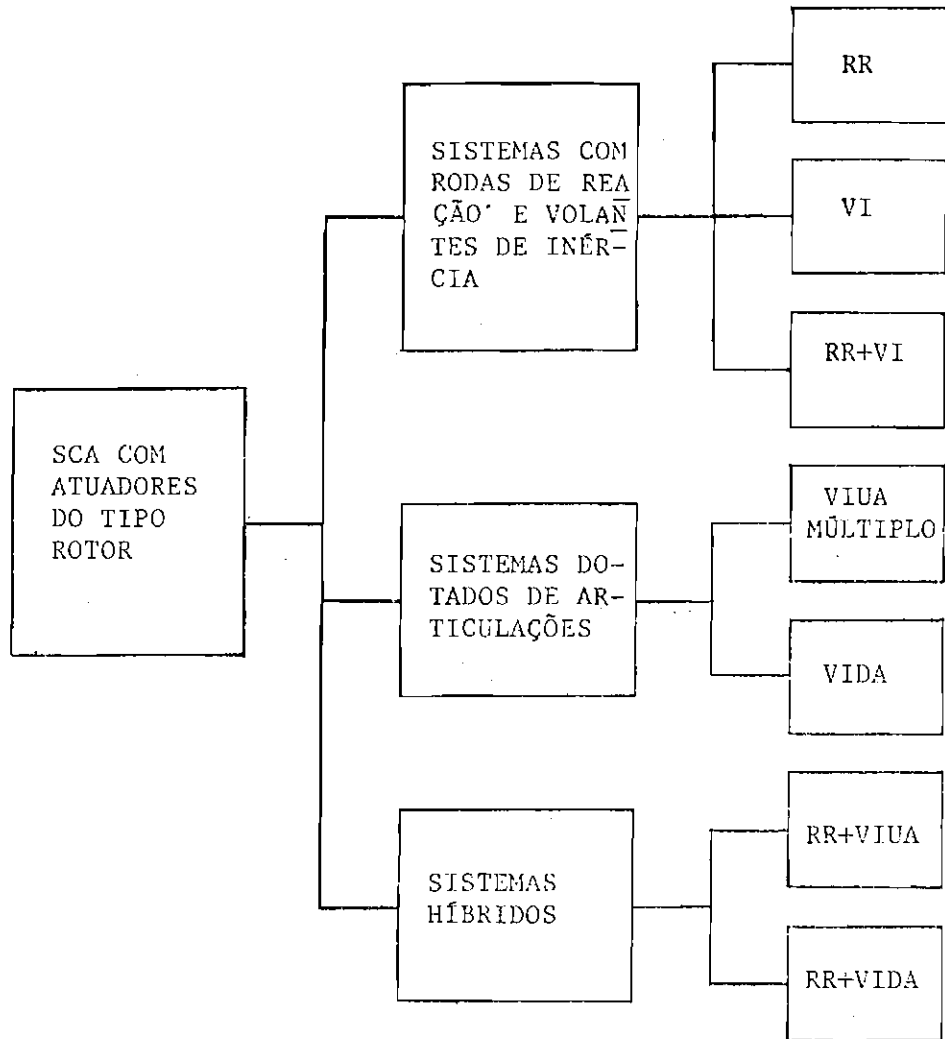 RR
SISTEMAS COM
RODAS DE REA
ÇÃO' E VOLAÑ
TES DE INÉR-
CIA
VI
RR+VI
SCA COM
ATUADORES
DO TIPO
ROTOR
VIUA
MÚLTIPLO
SISTEMAS DO-
TADOS DE AR-
TICULAÇÕES
VIDA
RR+VIUA
SISTEMAS
HÍBRIDOS
RR+VIDA